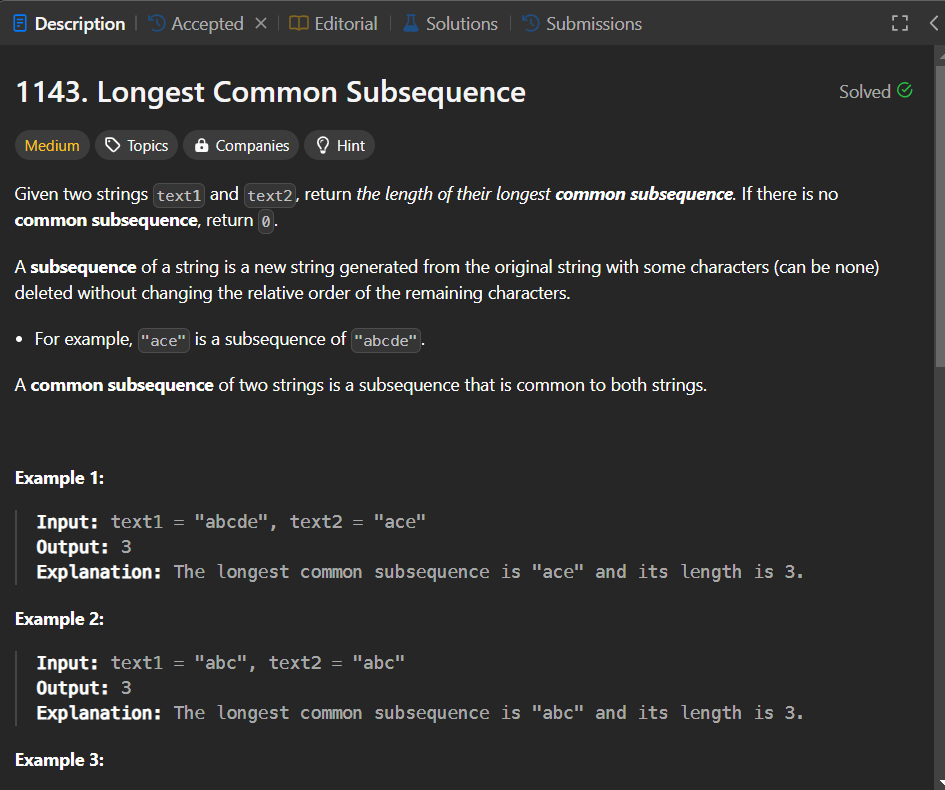 Description Accepted Editorial Solutions Submissions
1143. Longest Common Subsequence
Solved
Medium Topics Companies Hint
Given two strings text1 and text2, return the length of their longest common subsequence. If there is no
common subsequence, return 0.
A subsequence of a string is a new string generated from the original string with some characters (can be none)
deleted without changing the relative order of the remaining characters.
• For example, "ace" is a subsequence of "abcde".
A common subsequence of two strings is a subsequence that is common to both strings.
Example 1:
Input: text1 = "abcde", text2 = "ace"
Output: 3
Explanation: The longest common subsequence is "ace" and its length is 3.
Example 2:
Input: text1 = "abc", text2 = "abc"
Output: 3
Explanation: The longest common subsequence is "abc" and its length is 3.
Example 3: